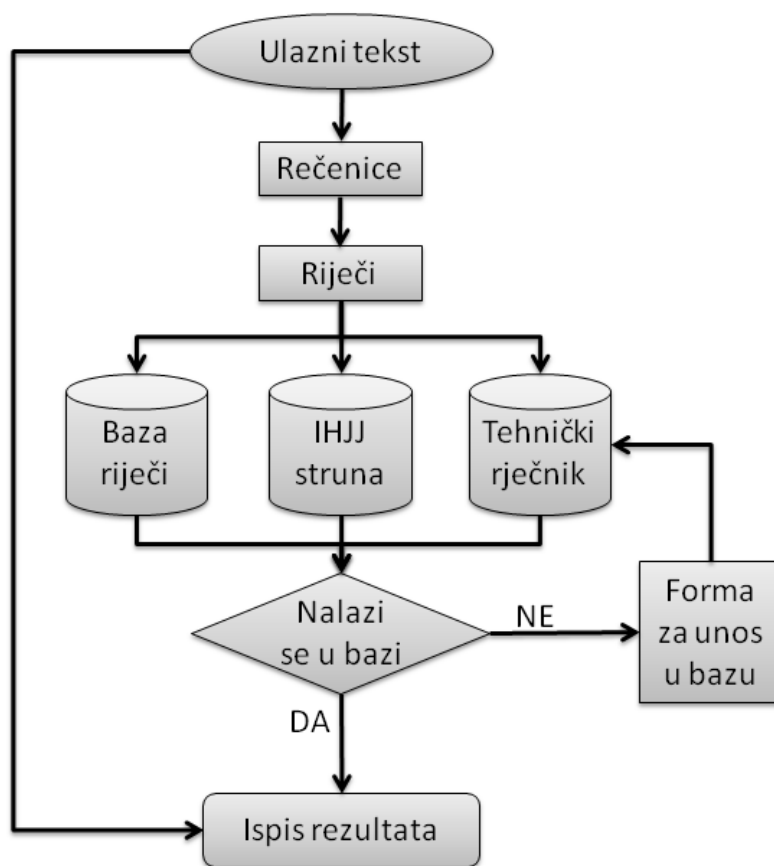 Ulazni tekst
Rečenice
Riječi
Baza
riječi
IHJJ
struna
Tehnički
rječnik
Nalazi
se u bazi
NE
Forma
za unos
u bazu
DA
Ispis rezultata